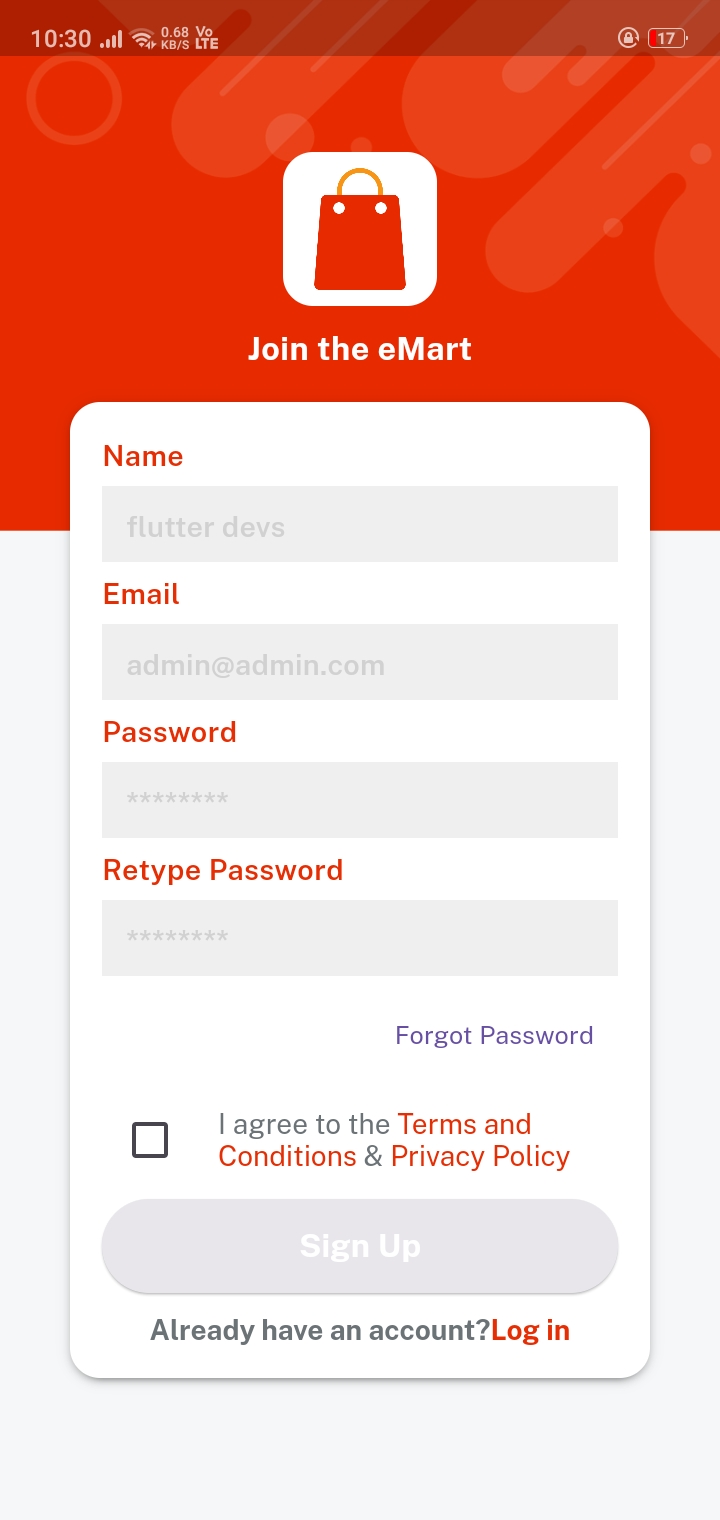 10:30 0.68 KB/S Vo LTE 17
Join the eMart
Name
flutter devs
Email
admin@admin.com
Password
********
Retype Password
********
Forgot Password
I agree to the Terms and
Conditions & Privacy Policy
Sign Up
Already have an account?Log in